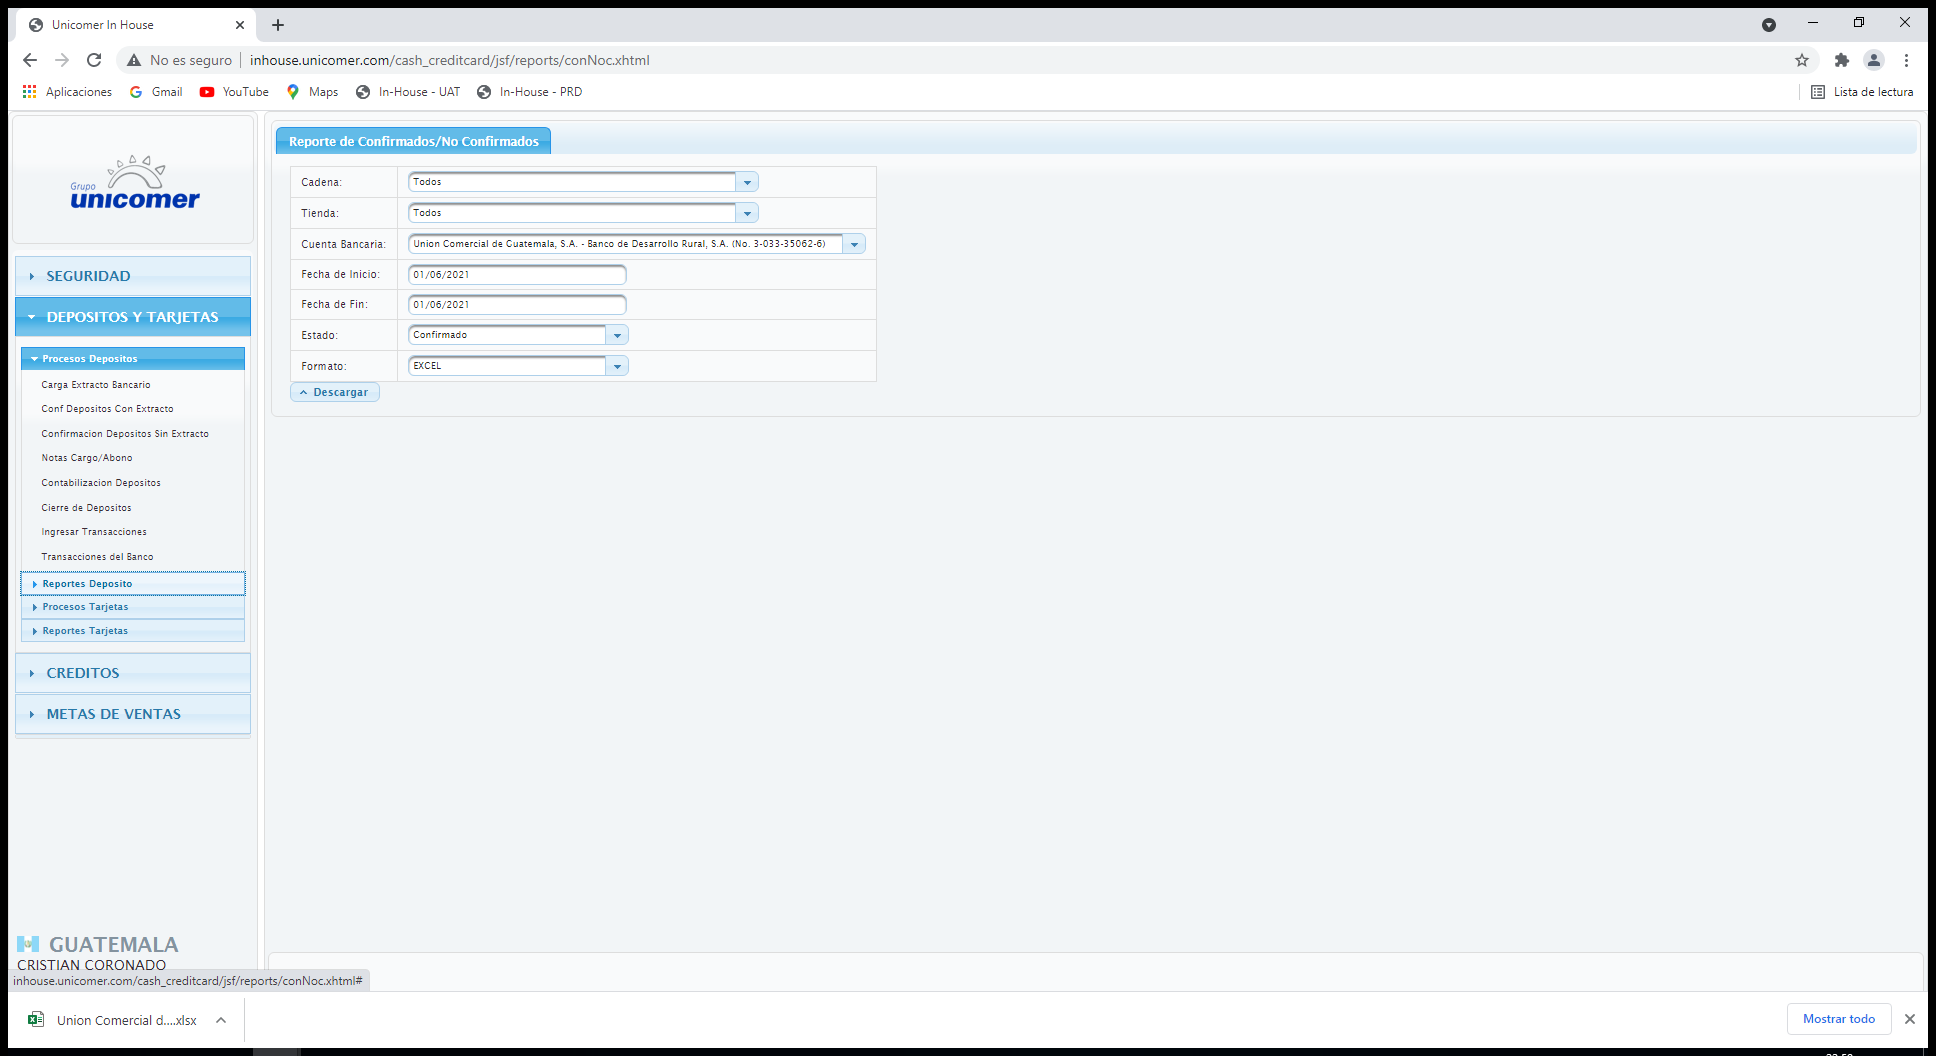 Unicomer In House
No es seguro
inhouse.unicomer.com/cash_creditcard/jsf/reports/conNoc.xhtml
Aplicaciones
Gmail
YouTube
Maps
In-House - UAT
In-House - PRD
Lista de lectura
Grupo
unicomer
SEGURIDAD
DEPOSITOS Y TARJETAS
Procesos Depositos
Carga Extracto Bancario
Conf Depositos Con Extracto
Confirmacion Depositos Sin Extracto
Notas Cargo/Abono
Contabilizacion Depositos
Cierre de Depositos
Ingresar Transacciones
Transacciones del Banco
Reportes Deposito
Procesos Tarjetas
Reportes Tarjetas
CREDITOS
METAS DE VENTAS
GUATEMALA
CRISTIAN CORONADO
Reporte de Confirmados/No Confirmados
Cadena: Todos
Tienda: Todos
Cuenta Bancaria: Union Comercial de Guatemala, S.A. - Banco de Desarrollo Rural, S.A. (No. 3-033-35062-6)
Fecha de Inicio: 01/06/2021
Fecha de Fin: 01/06/2021
Estado: Confirmado
Formato: EXCEL
Descargar
inhouse.unicomer.com/cash_creditcard/jsf/reports/conNoc.xhtml#
Union Comercial d....xlsx
Mostrar todo